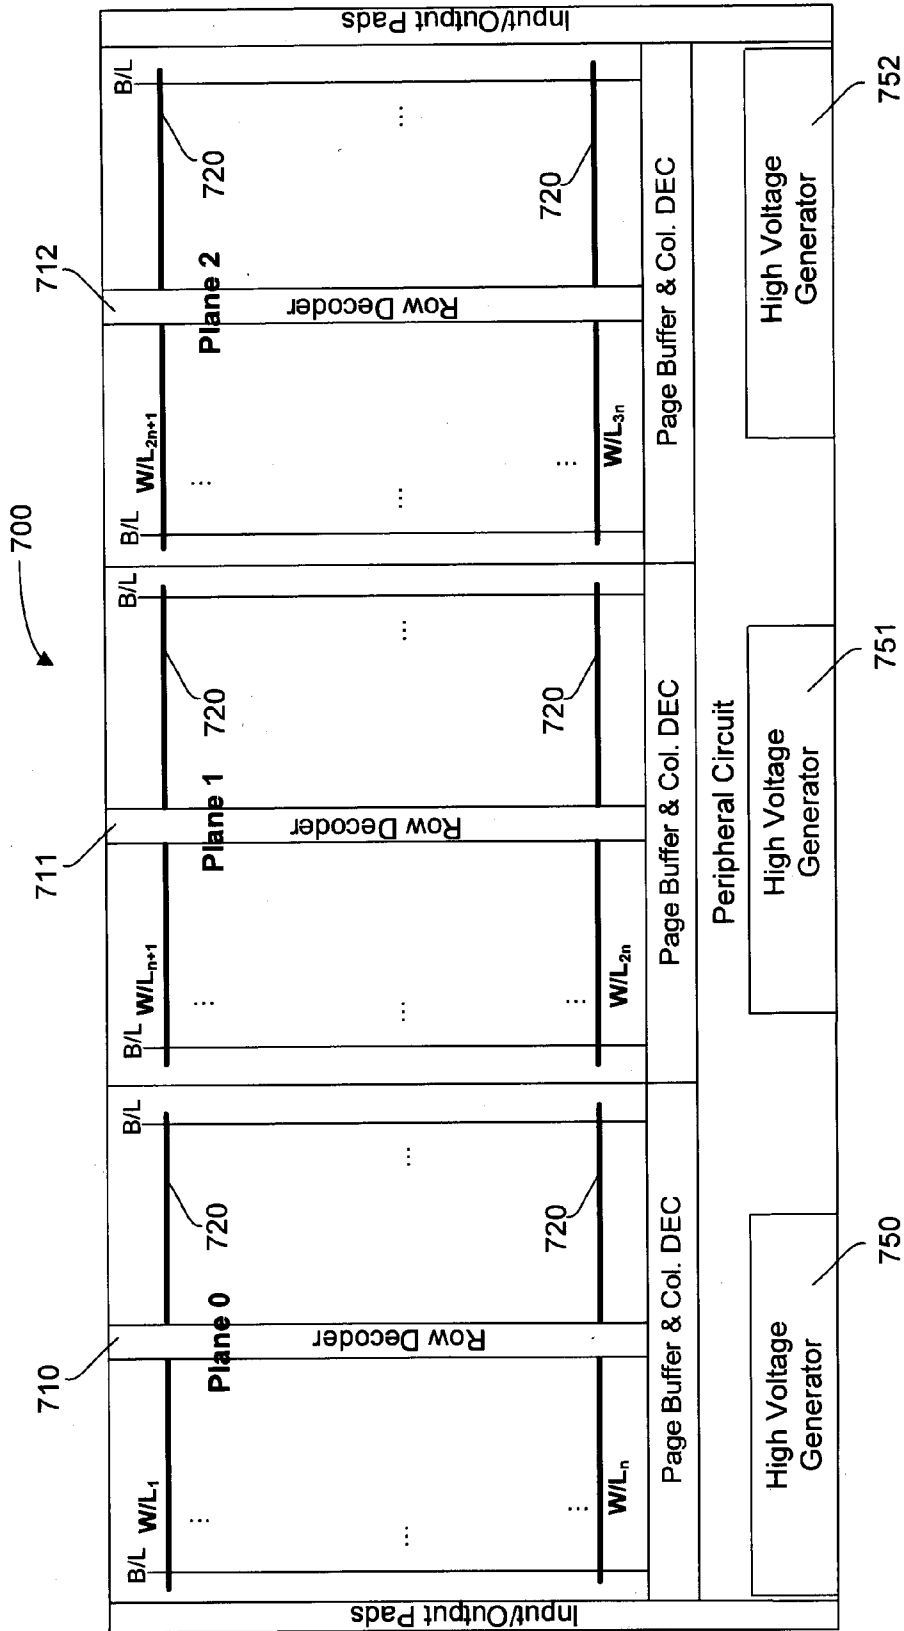 700
710
711
712
Input/Output Pads
B/L
W/L1
720
B/L
B/L
W/Ln+1
720
B/L
B/L
W/L2n+1
720
B/L
Input/Output Pads
Plane 0
Plane 1
Plane 2
...
...
...
Row Decoder
Row Decoder
Row Decoder
...
...
...
...
...
...
...
...
...
W/Ln
720
W/L2n
720
W/L3n
720
Page Buffer & Col. DEC
Page Buffer & Col. DEC
Page Buffer & Col. DEC
Peripheral Circuit
High Voltage
Generator
High Voltage
Generator
High Voltage
Generator
750
751
752